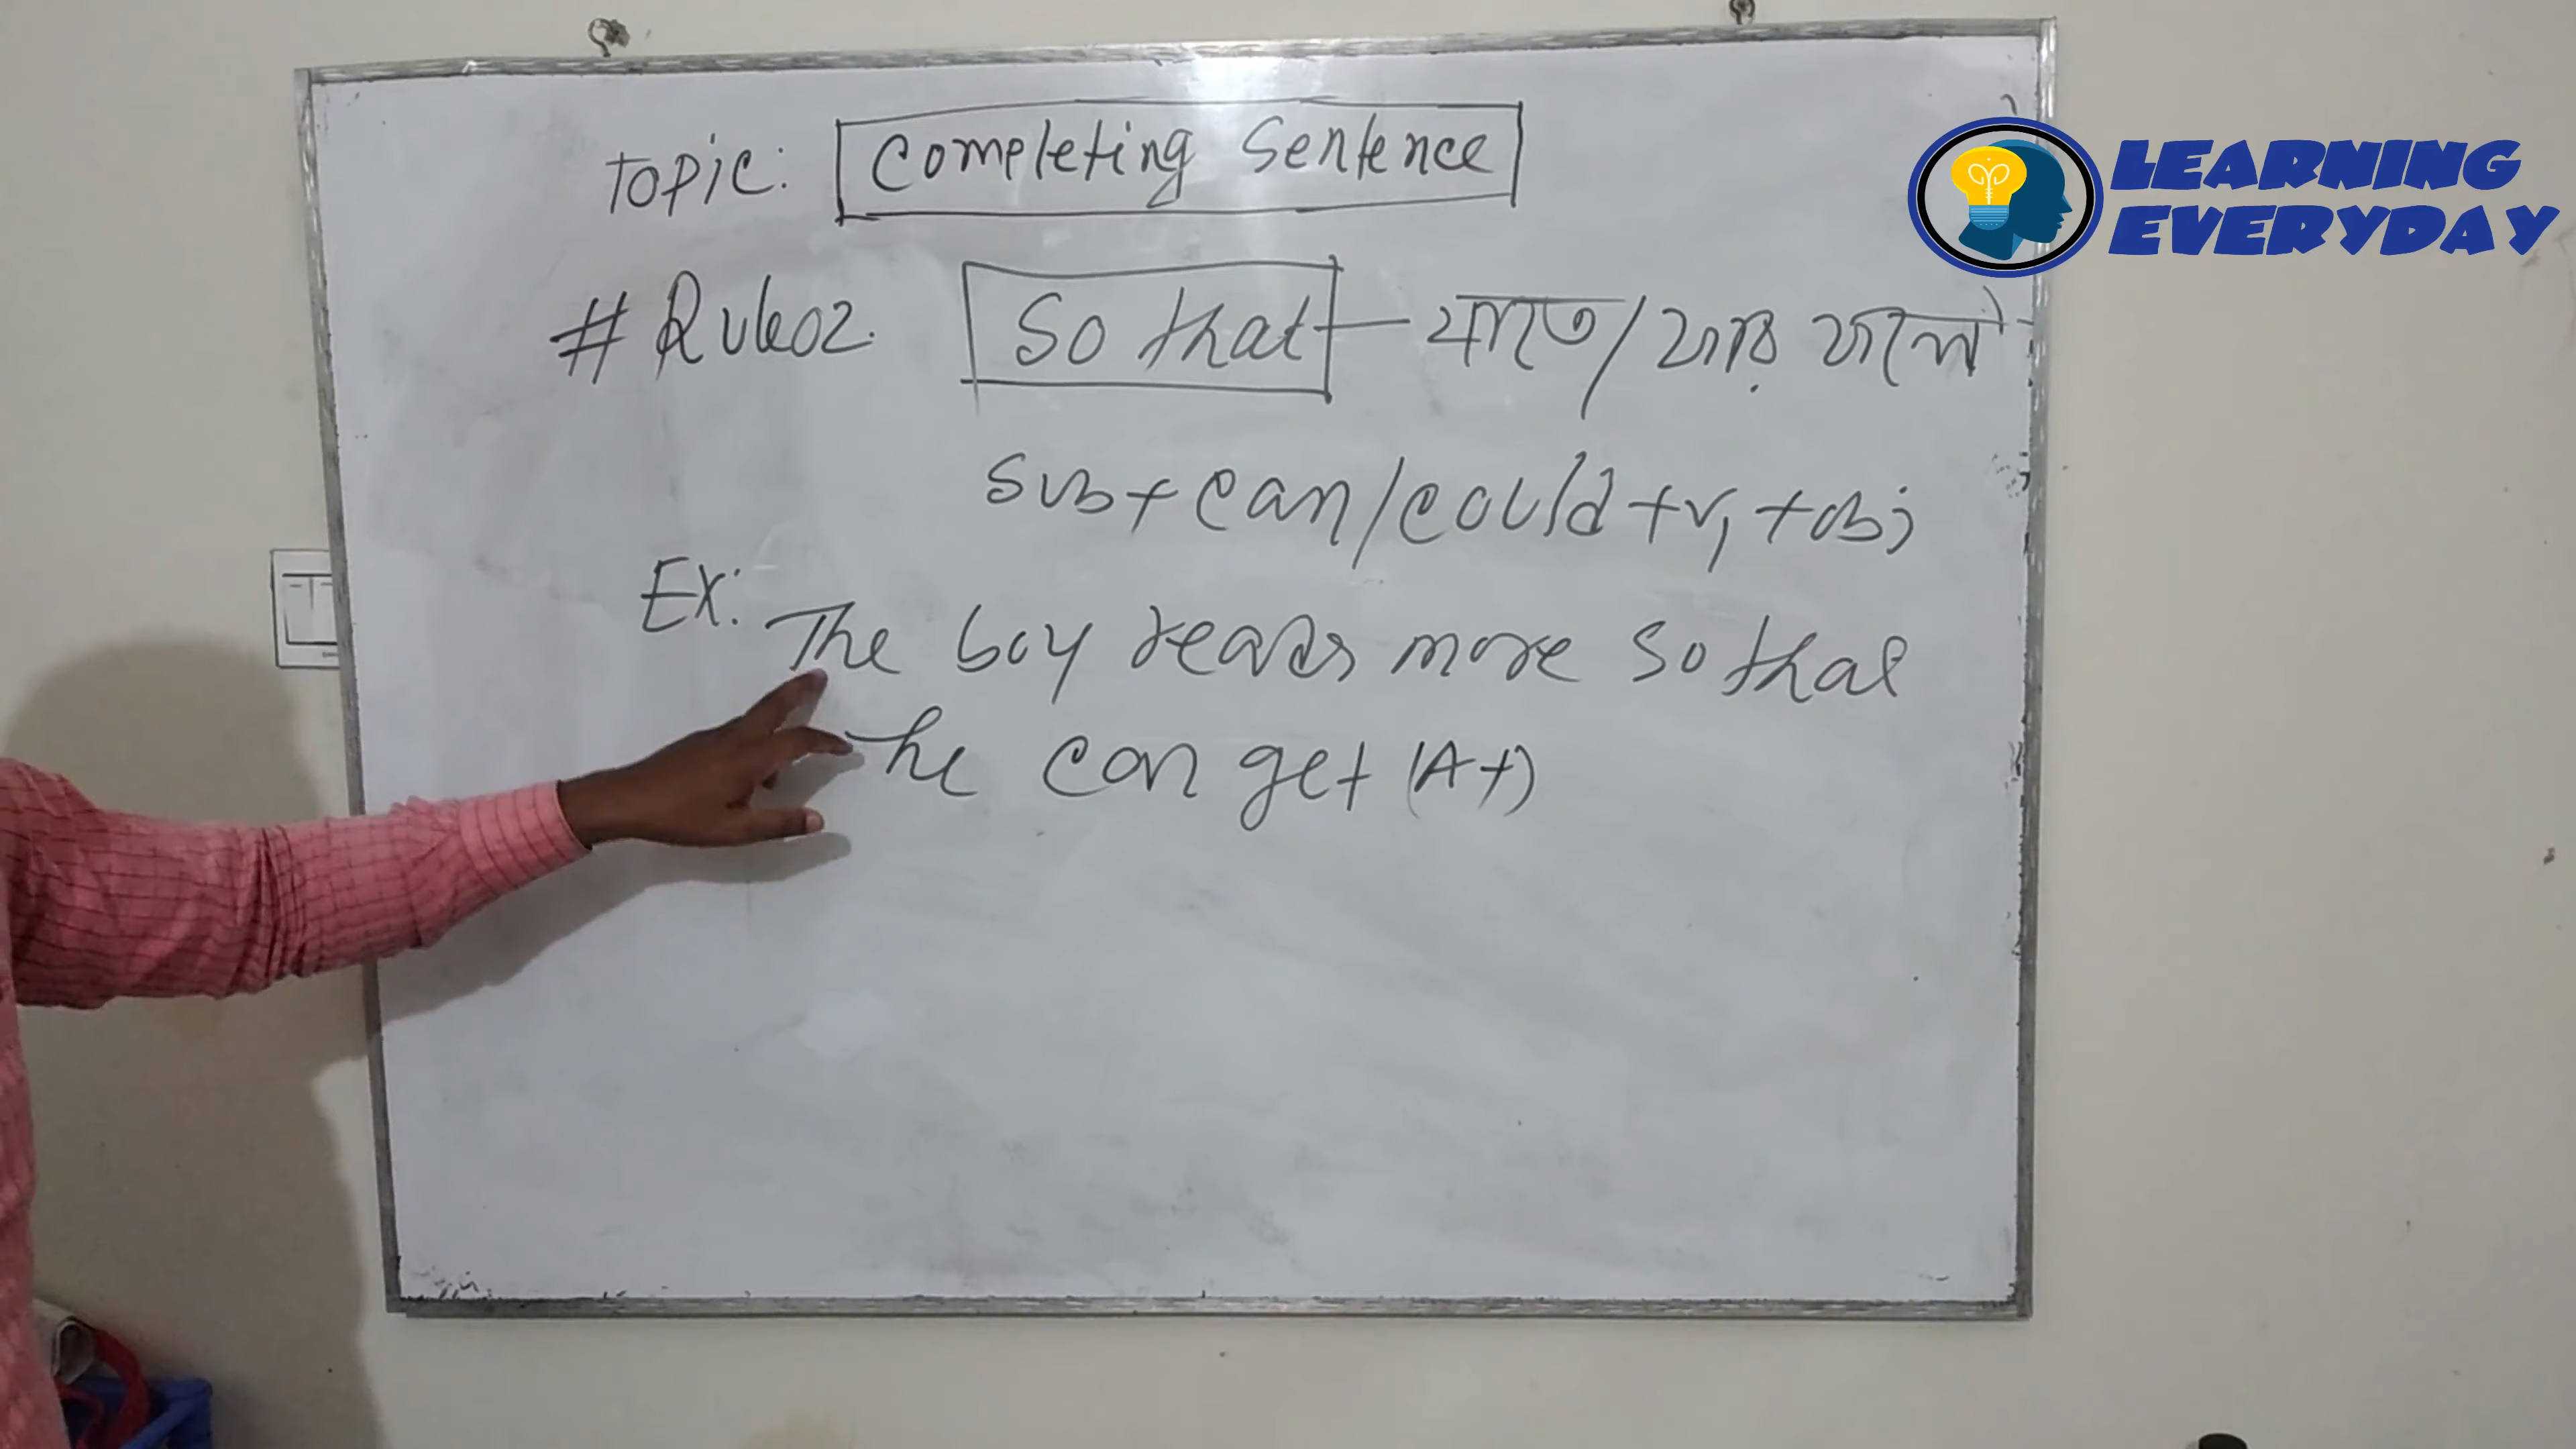 Topic: Completing Sentence
LEARNING
EVERYDAY
# Rule02. So that — যাতে/যার ফলে
Sub + can/could + v1 + obj
Ex: The boy reads more so that
he can get (A+)